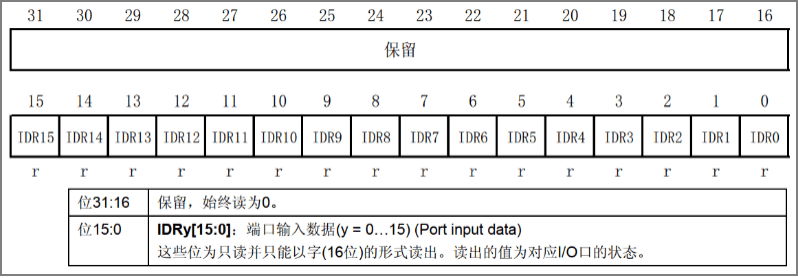 31 30 29 28 27 26 25 24 23 22 21 20 19 18 17 16
保留
15 14 13 12 11 10 9 8 7 6 5 4 3 2 1 0
IDR15 IDR14 IDR13 IDR12 IDR11 IDR10 IDR9 IDR8 IDR7 IDR6 IDR5 IDR4 IDR3 IDR2 IDR1 IDR0
r r r r r r r r r r r r r r r r
位31:16 保留，始终读为0。
位15:0 IDRy[15:0]：端口输入数据(y = 0…15) (Port input data)
这些位为只读并只能以字(16位)的形式读出。读出的值为对应I/O口的状态。